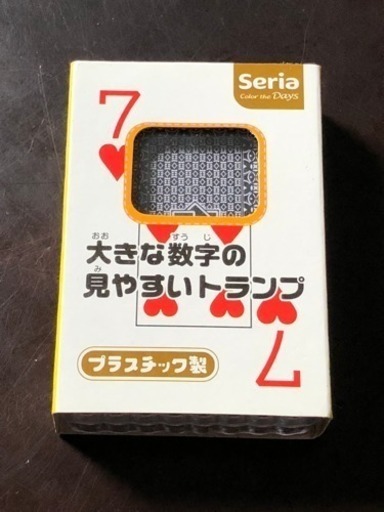 Seria
Color the Days
7
おお すうじ
大きな数字の
み
見やすいトランプ
プラスチック製
7